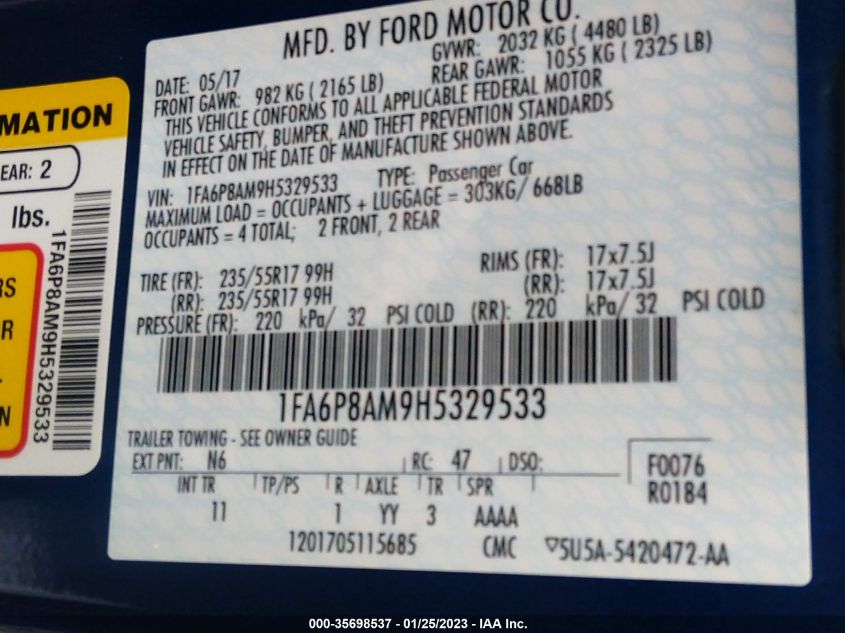 MFD. BY FORD MOTOR CO.
DATE: 05/17 GVWR: 2032 KG ( 4480 LB)
FRONT GAWR: 982 KG ( 2165 LB) REAR GAWR: 1055 KG ( 2325 LB)
THIS VEHICLE CONFORMS TO ALL APPLICABLE FEDERAL MOTOR
VEHICLE SAFETY, BUMPER, AND THEFT PREVENTION STANDARDS
IN EFFECT ON THE DATE OF MANUFACTURE SHOWN ABOVE.
VIN: 1FA6P8AM9H5329533 TYPE: Passenger Car
MAXIMUM LOAD = OCCUPANTS + LUGGAGE = 303KG/ 668LB
OCCUPANTS = 4 TOTAL; 2 FRONT, 2 REAR
TIRE (FR): 235/55R17 99H RIMS (FR): 17x7.5J
(RR): 235/55R17 99H (RR): 17x7.5J
PRESSURE (FR): 220 kPa/ 32 PSI COLD (RR): 220 kPa/ 32 PSI COLD
1FA6P8AM9H5329533
TRAILER TOWING - SEE OWNER GUIDE
EXT PNT: N6 RC: 47 DSO: F0076
R0184
INT TR TP/PS R AXLE TR SPR
11 1 YY 3 AAAA
1201705115685 CMC ▽5U5A-5420472-AA
MATION
EAR: 2
lbs.
RS
R
L.
N
1FA6P8AM9H5329533
000-35698537 - 01/25/2023 - IAA Inc.